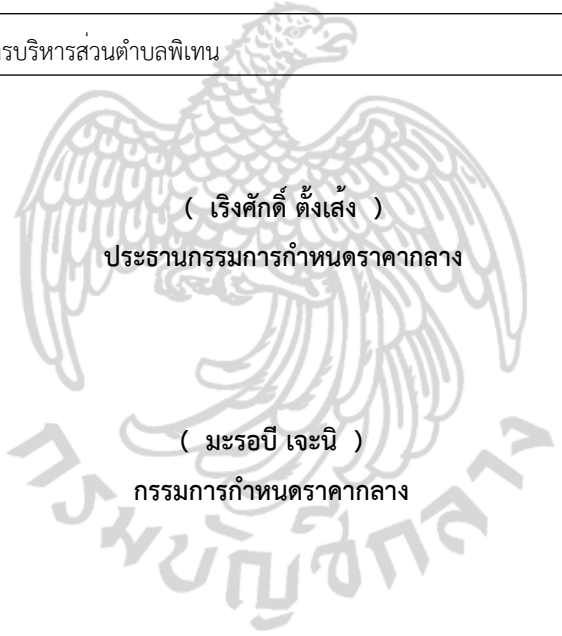 รบริหารส่วนตำบลพิเทน
( เริงศักดิ์ ตั้งเส้ง )
ประธานกรรมการกำหนดราคากลาง
( มะรอบี เจะนิ )
กรรมการกำหนดราคากลาง
กรมบัญชีกลาง